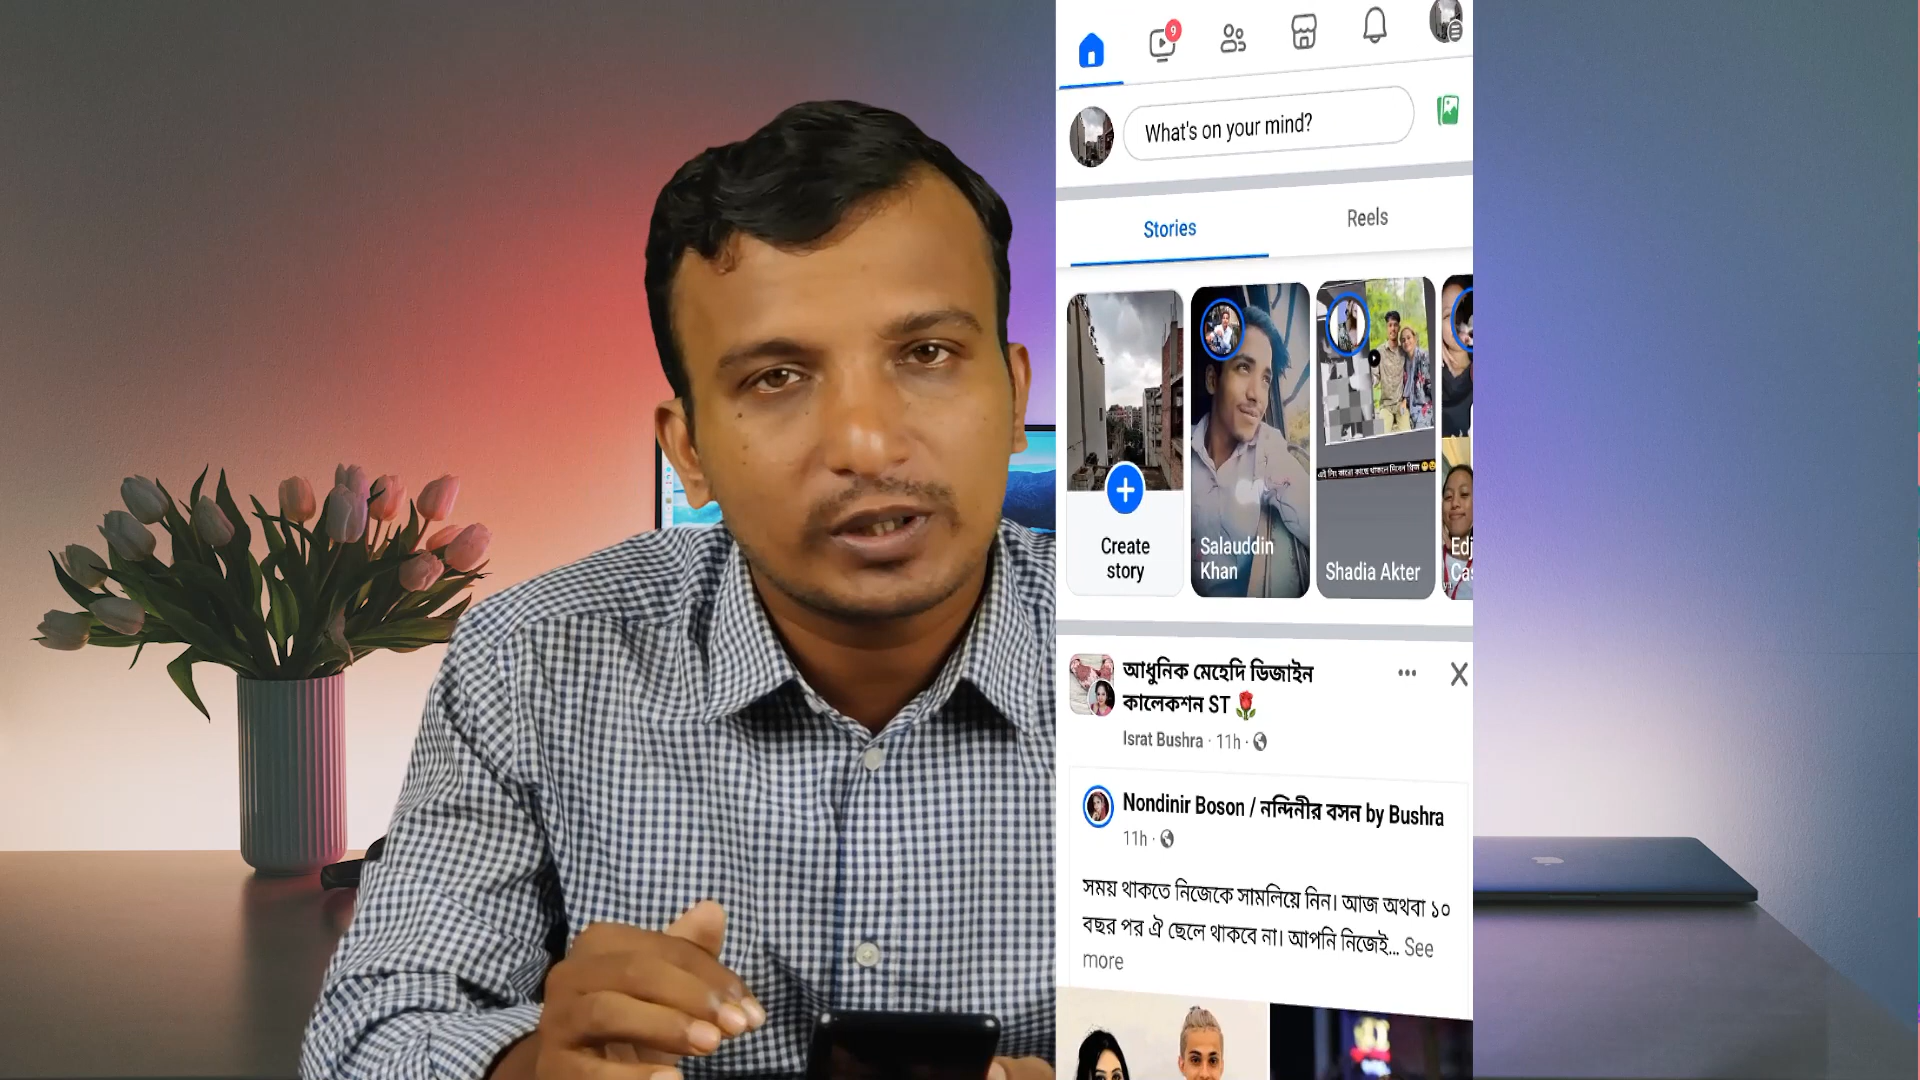 9
What's on your mind?
Stories
Reels
Create
story
Salauddin
Khan
Shadia Akter
Edj
Ca
আধুনিক মেহেদি ডিজাইন
কালেকশন ST
Israt Bushra · 11h ·
Nondinir Boson / নন্দিনীর বসন by Bushra
11h ·
সময় থাকতে নিজেকে সামলিয়ে নিন। আজ অথবা ১০
বছর পর ঐ ছেলে থাকবে না। আপনি নিজেই... See
more